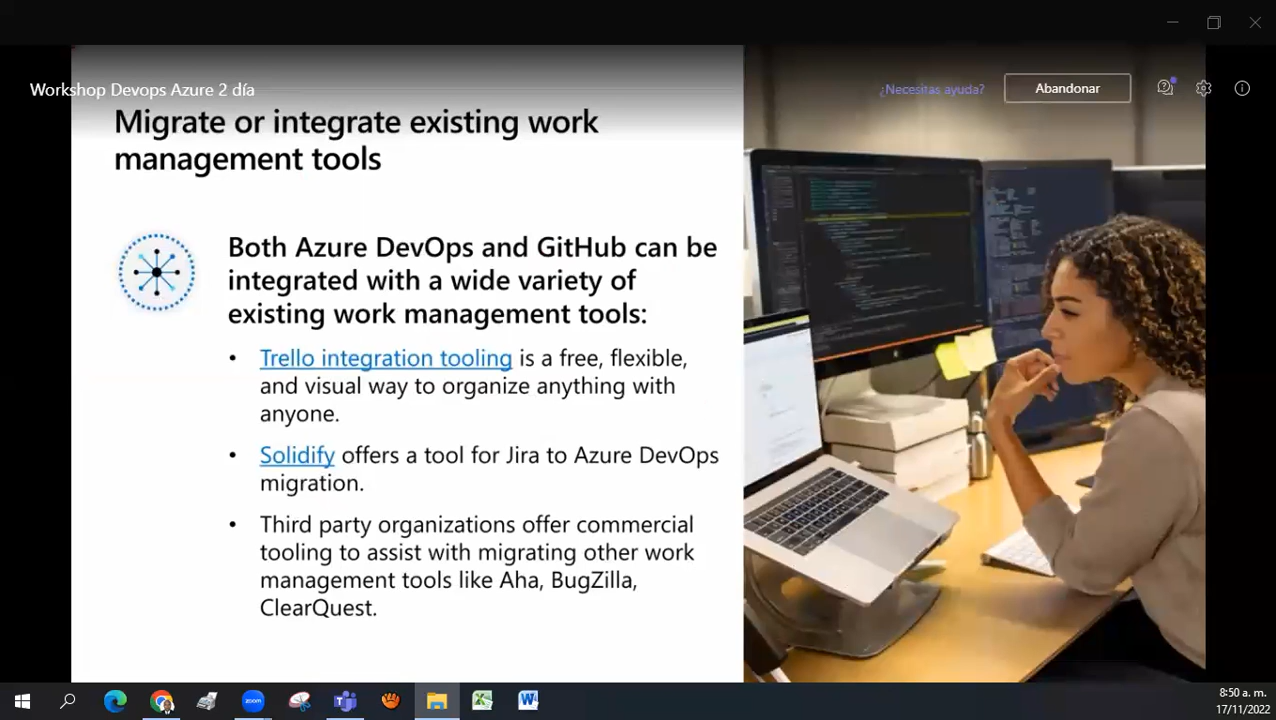 Workshop Devops Azure 2 día
¿Necesitas ayuda?
Abandonar
Migrate or integrate existing work
management tools
Both Azure DevOps and GitHub can be
integrated with a wide variety of
existing work management tools:
• Trello integration tooling is a free, flexible,
and visual way to organize anything with
anyone.
• Solidify offers a tool for Jira to Azure DevOps
migration.
• Third party organizations offer commercial
tooling to assist with migrating other work
management tools like Aha, BugZilla,
ClearQuest.
zoom
8:50 a. m.
17/11/2022